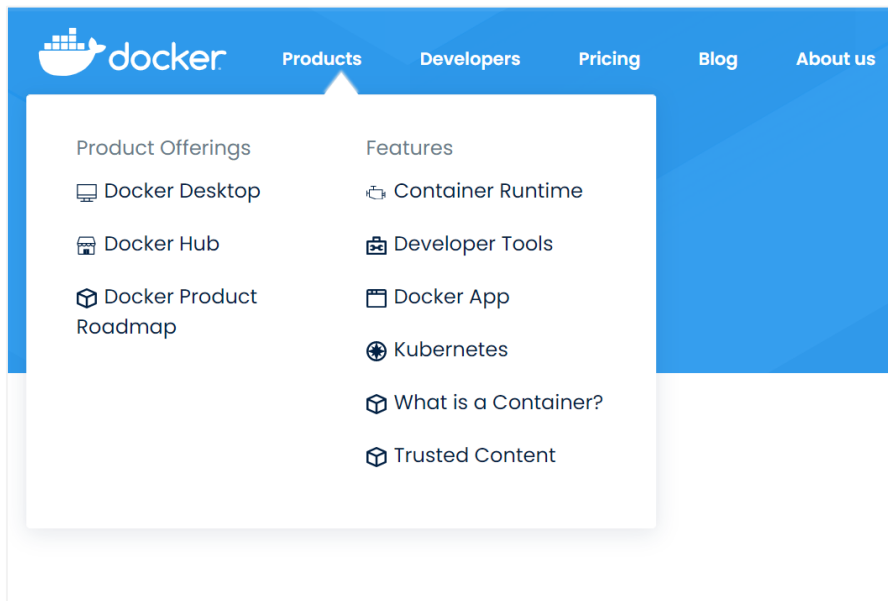 docker
Products
Developers
Pricing
Blog
About us
Product Offerings
Docker Desktop
Docker Hub
Docker Product
Roadmap
Features
Container Runtime
Developer Tools
Docker App
Kubernetes
What is a Container?
Trusted Content